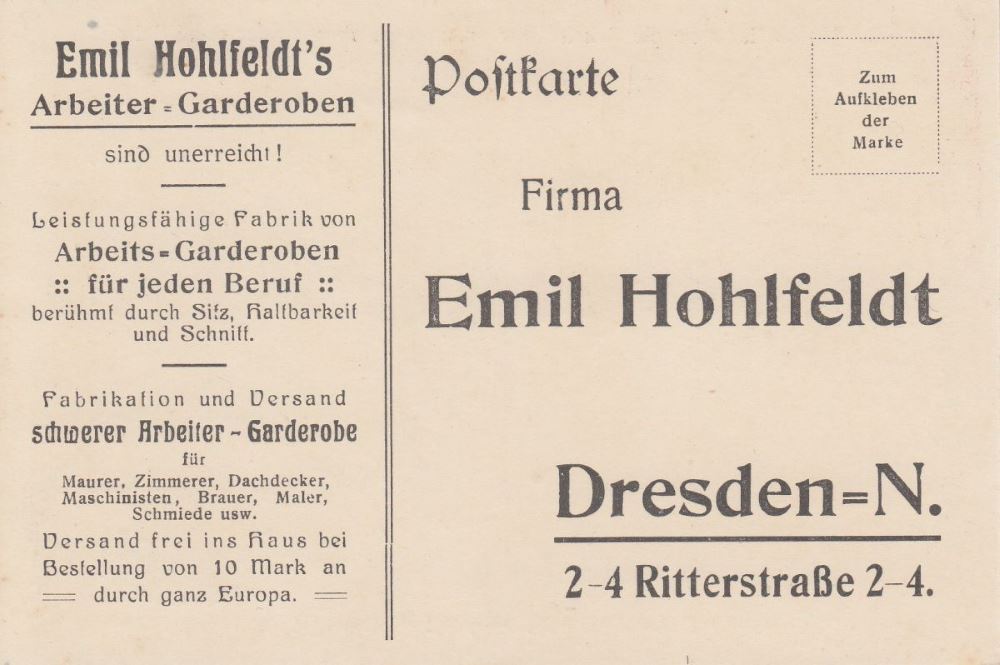 Emil Hohlfeldt's
Arbeiter=Garderoben
sind unerreicht!
Leistungsfähige Fabrik von
Arbeits=Garderoben
:: für jeden Beruf ::
berühmt durch Sitz, Haltbarkeit
und Schnitt.
Fabrikation und Versand
schwerer Arbeiter-Garderobe
für
Maurer, Zimmerer, Dachdecker,
Maschinisten, Brauer, Maler,
Schmiede usw.
Versand frei ins Haus bei
Bestellung von 10 Mark an
durch ganz Europa.
Poſtkarte
Zum
Aufkleben
der
Marke
Firma
Emil Hohlfeldt
Dresden=N.
2-4 Ritterstraße 2-4.